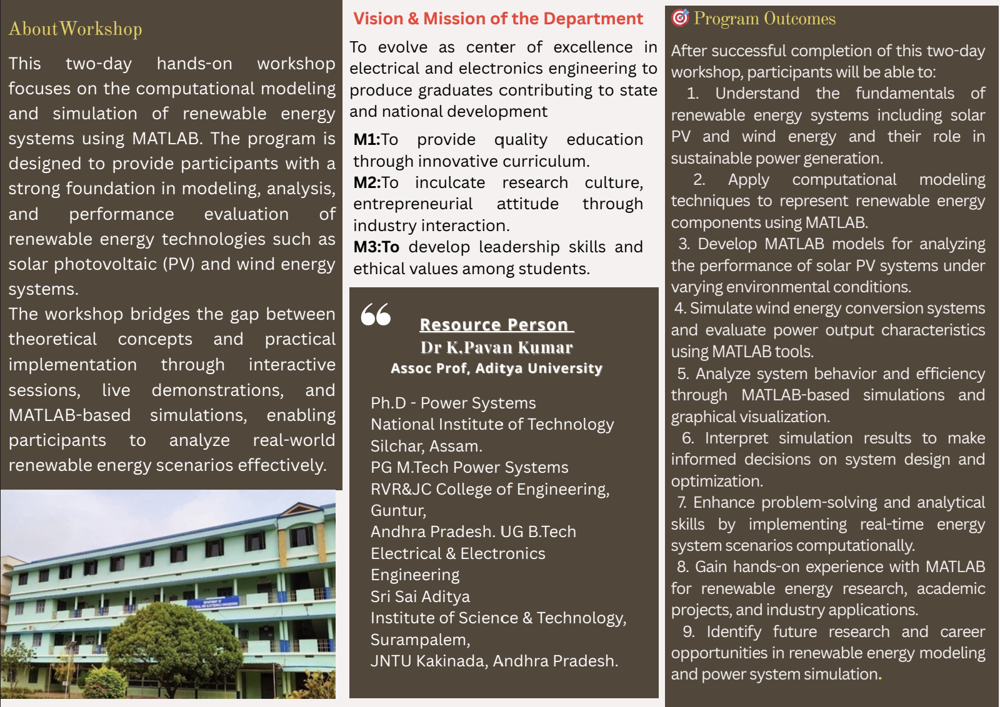 AboutWorkshop
This two-day hands-on workshop
focuses on the computational modeling
and simulation of renewable energy
systems using MATLAB. The program is
designed to provide participants with a
strong foundation in modeling, analysis,
and performance evaluation of
renewable energy technologies such as
solar photovoltaic (PV) and wind energy
systems.
The workshop bridges the gap between
theoretical concepts and practical
implementation through interactive
sessions, live demonstrations, and
MATLAB-based simulations, enabling
participants to analyze real-world
renewable energy scenarios effectively.
DEPARTMENT OF
ELECTRICAL AND ELECTRONICS ENGINEERING
Vision & Mission of the Department
To evolve as center of excellence in
electrical and electronics engineering to
produce graduates contributing to state
and national development
M1:To provide quality education
through innovative curriculum.
M2:To inculcate research culture,
entrepreneurial attitude through
industry interaction.
M3:To develop leadership skills and
ethical values among students.
Resource Person
Dr K.Pavan Kumar
Assoc Prof, Aditya University
Ph.D - Power Systems
National Institute of Technology
Silchar, Assam.
PG M.Tech Power Systems
RVR&JC College of Engineering,
Guntur,
Andhra Pradesh. UG B.Tech
Electrical & Electronics
Engineering
Sri Sai Aditya
Institute of Science & Technology,
Surampalem,
JNTU Kakinada, Andhra Pradesh.
Program Outcomes
After successful completion of this two-day
workshop, participants will be able to:
1. Understand the fundamentals of
renewable energy systems including solar
PV and wind energy and their role in
sustainable power generation.
2. Apply computational modeling
techniques to represent renewable energy
components using MATLAB.
3. Develop MATLAB models for analyzing
the performance of solar PV systems under
varying environmental conditions.
4. Simulate wind energy conversion systems
and evaluate power output characteristics
using MATLAB tools.
5. Analyze system behavior and efficiency
through MATLAB-based simulations and
graphical visualization.
6. Interpret simulation results to make
informed decisions on system design and
optimization.
7. Enhance problem-solving and analytical
skills by implementing real-time energy
system scenarios computationally.
8. Gain hands-on experience with MATLAB
for renewable energy research, academic
projects, and industry applications.
9. Identify future research and career
opportunities in renewable energy modeling
and power system simulation.